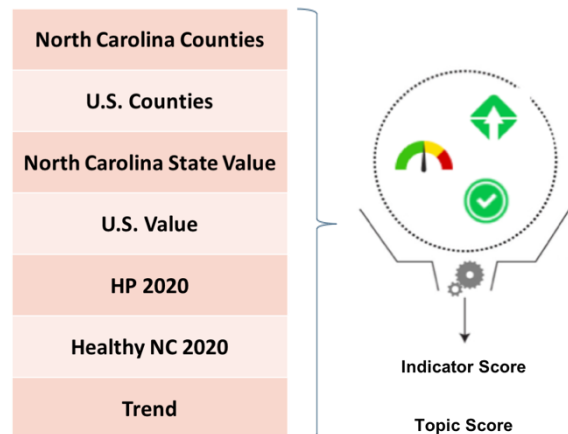 North Carolina Counties
U.S. Counties
North Carolina State Value
U.S. Value
HP 2020
Healthy NC 2020
Trend
Indicator Score
Topic Score